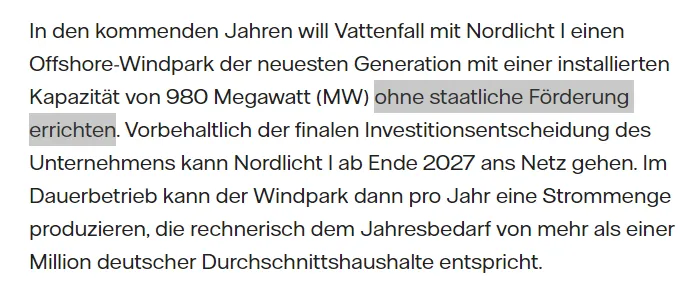 In den kommenden Jahren will Vattenfall mit Nordlicht I einen
Offshore-Windpark der neuesten Generation mit einer installierten
Kapazität von 980 Megawatt (MW) ohne staatliche Förderung
errichten. Vorbehaltlich der finalen Investitionsentscheidung des
Unternehmens kann Nordlicht I ab Ende 2027 ans Netz gehen. Im
Dauerbetrieb kann der Windpark dann pro Jahr eine Strommenge
produzieren, die rechnerisch dem Jahresbedarf von mehr als einer
Million deutscher Durchschnittshaushalte entspricht.